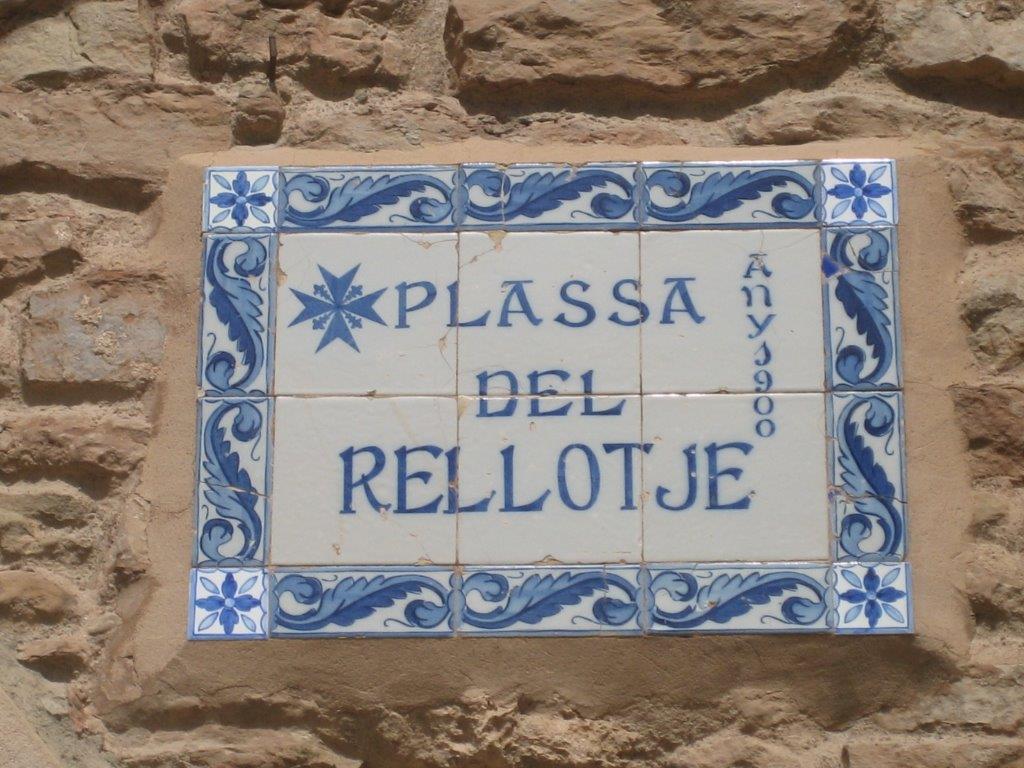 PLASSA
DEL
RELLOTJE
Any 1900